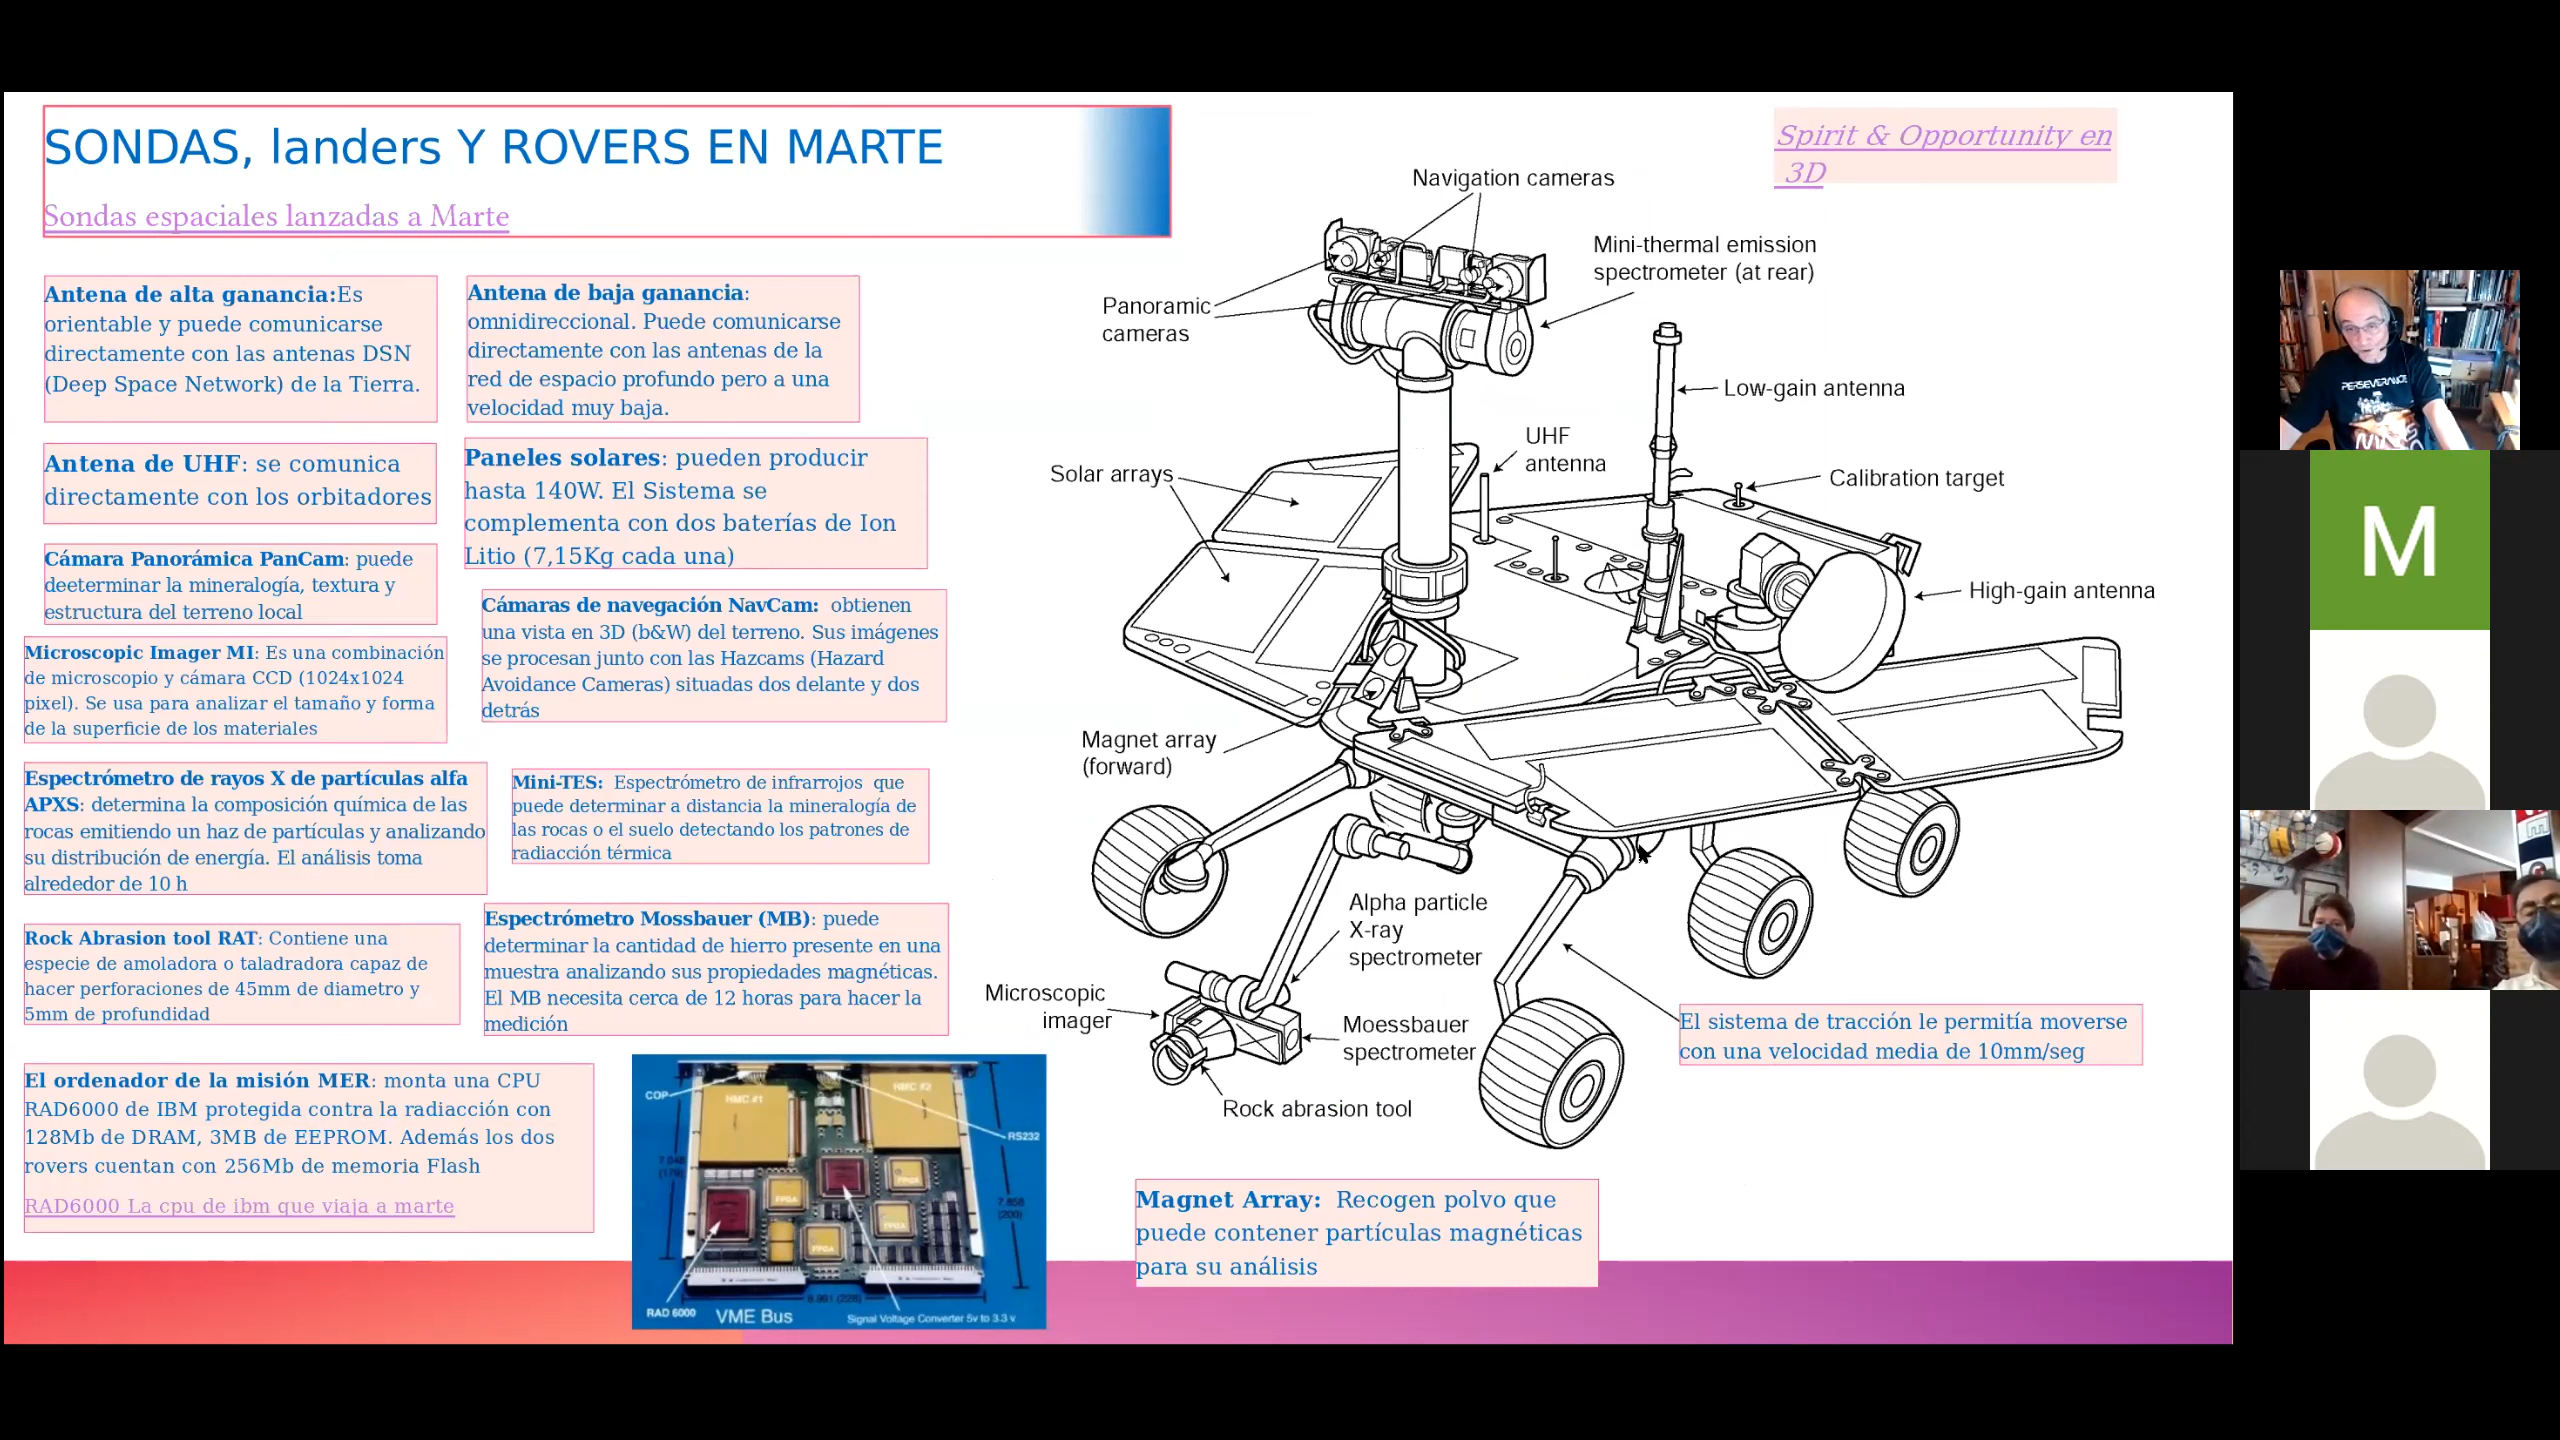 SONDAS, landers Y ROVERS EN MARTE
Sondas espaciales lanzadas a Marte
Spirit & Opportunity en
3D
Antena de alta ganancia:Es
orientable y puede comunicarse
directamente con las antenas DSN
(Deep Space Network) de la Tierra.
Antena de baja ganancia:
omnidireccional. Puede comunicarse
directamente con las antenas de la
red de espacio profundo pero a una
velocidad muy baja.
Antena de UHF: se comunica
directamente con los orbitadores
Paneles solares: pueden producir
hasta 140W. El Sistema se
complementa con dos baterías de Ion
Litio (7,15Kg cada una)
Cámara Panorámica PanCam: puede
deeterminar la mineralogía, textura y
estructura del terreno local
Cámaras de navegación NavCam: obtienen
una vista en 3D (b&W) del terreno. Sus imágenes
se procesan junto con las Hazcams (Hazard
Avoidance Cameras) situadas dos delante y dos
detrás
Microscopic Imager MI: Es una combinación
de microscopio y cámara CCD (1024x1024
pixel). Se usa para analizar el tamaño y forma
de la superficie de los materiales
Espectrómetro de rayos X de partículas alfa
APXS: determina la composición química de las
rocas emitiendo un haz de partículas y analizando
su distribución de energía. El análisis toma
alrededor de 10 h
Mini-TES: Espectrómetro de infrarrojos que
puede determinar a distancia la mineralogía de
las rocas o el suelo detectando los patrones de
radiacción térmica
Rock Abrasion tool RAT: Contiene una
especie de amoladora o taladradora capaz de
hacer perforaciones de 45mm de diametro y
5mm de profundidad
Espectrómetro Mossbauer (MB): puede
determinar la cantidad de hierro presente en una
muestra analizando sus propiedades magnéticas.
El MB necesita cerca de 12 horas para hacer la
medición
El ordenador de la misión MER: monta una CPU
RAD6000 de IBM protegida contra la radiacción con
128Mb de DRAM, 3MB de EEPROM. Además los dos
rovers cuentan con 256Mb de memoria Flash
RAD6000 La cpu de ibm que viaja a marte
COP
HMC #1
HMC #2
RS232
FPGA
FPGA
FPGA
FPGA
RAD 6000
VME Bus
Signal Voltage Converter 5v to 3.3 v
Navigation cameras
Mini-thermal emission
spectrometer (at rear)
Panoramic
cameras
Low-gain antenna
UHF
antenna
Solar arrays
Calibration target
High-gain antenna
Magnet array
(forward)
Alpha particle
X-ray
spectrometer
Microscopic
imager
Moessbauer
spectrometer
Rock abrasion tool
El sistema de tracción le permitía moverse
con una velocidad media de 10mm/seg
Magnet Array: Recogen polvo que
puede contener partículas magnéticas
para su análisis
PERSEVERANCE
M